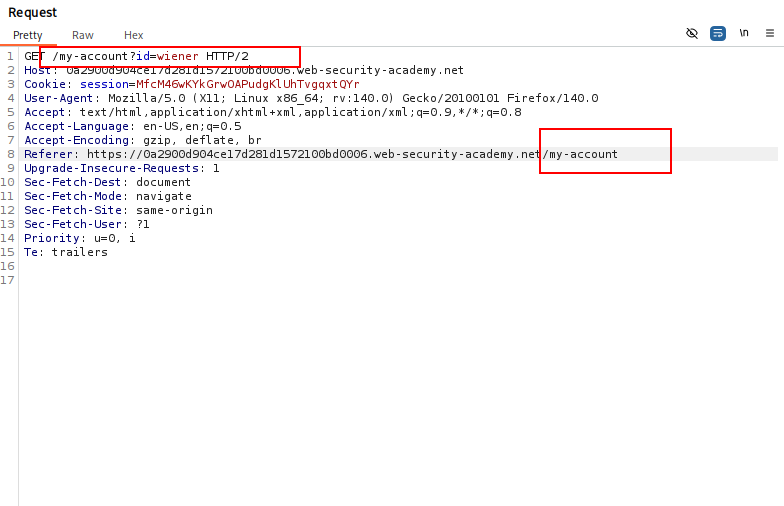 Request
Pretty Raw Hex \n
1 GET /my-account?id=wiener HTTP/2
2 Host: 0a2900d904ce17d281d1572100bd0006.web-security-academy.net
3 Cookie: session=MfcM46wKYkGrwOAPudgKlUhTvgqxtQYr
4 User-Agent: Mozilla/5.0 (X11; Linux x86_64; rv:140.0) Gecko/20100101 Firefox/140.0
5 Accept: text/html,application/xhtml+xml,application/xml;q=0.9,*/*;q=0.8
6 Accept-Language: en-US,en;q=0.5
7 Accept-Encoding: gzip, deflate, br
8 Referer: https://0a2900d904ce17d281d1572100bd0006.web-security-academy.net/my-account
9 Upgrade-Insecure-Requests: 1
10 Sec-Fetch-Dest: document
11 Sec-Fetch-Mode: navigate
12 Sec-Fetch-Site: same-origin
13 Sec-Fetch-User: ?1
14 Priority: u=0, i
15 Te: trailers
16
17